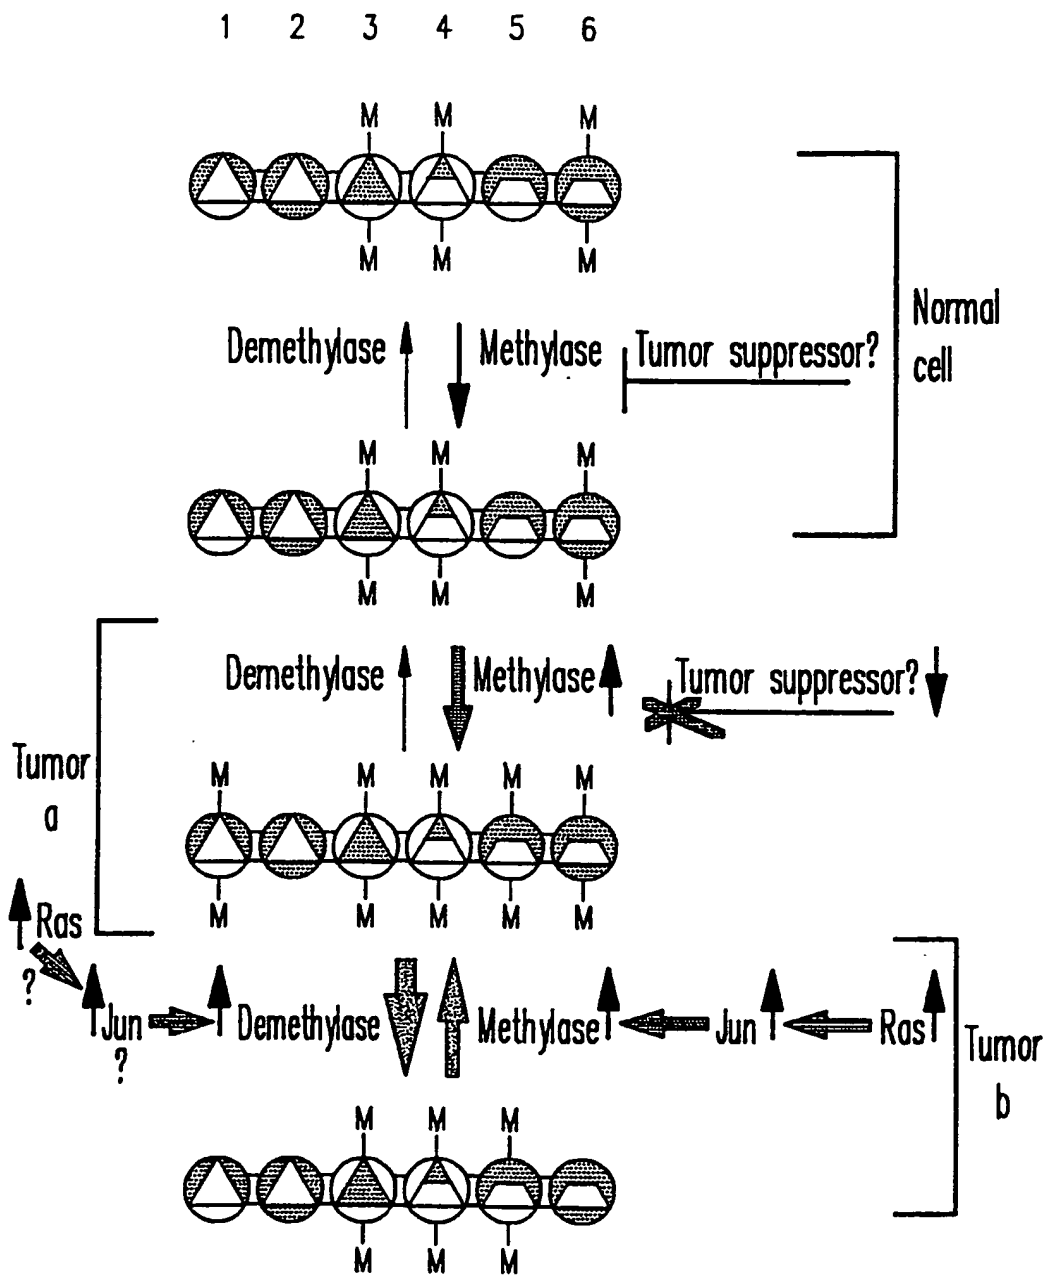 1 2 3 4 5 6
M M M
M M M
Demethylase Methylase Tumor suppressor?
Normal
cell
M M M
M M M
Demethylase Methylase Tumor suppressor?
Tumor
a
M M M M M
M M M M M
Ras
?
Jun Demethylase Methylase Jun Ras
?
Tumor
b
M M M
M M M